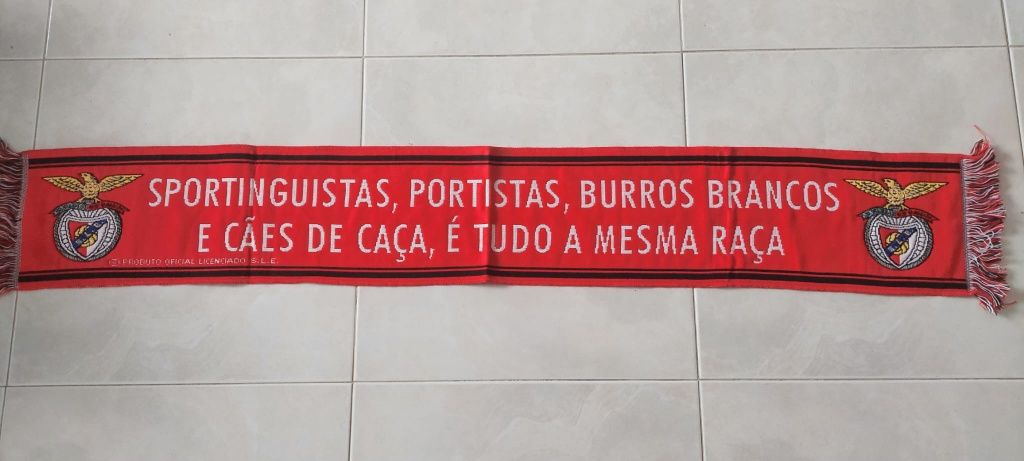 SPORTINGUISTAS, PORTISTAS, BURROS BRANCOS
E CÃES DE CAÇA, É TUDO A MESMA RAÇA
PRODUTO OFICIAL LICENCIADO S.L.B.